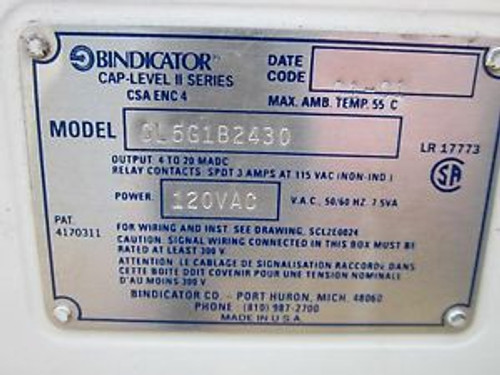 BINDICATOR®
CAP-LEVEL II SERIES
CSA ENC 4
DATE
CODE
MAX. AMB. TEMP. 55 C
MODEL CL6G1B2430
LR 17773
OUTPUT: 4 TO 20 MADC
RELAY CONTACTS: SPDT 3 AMPS AT 115 VAC (NON-IND.)
POWER: 120VAC V.A.C., 50/60 HZ 7.5VA
PAT.
4170311
FOR WIRING AND INST. SEE DRAWING, SCL2E0024
CAUTION: SIGNAL WIRING CONNECTED IN THIS BOX MUST BE
RATED AT LEAST 300 V.
ATTENTION: LE CABLAGE DE SIGNALISATION RACCORDE DANS
CETTE BOITE DOIT COVENIR POUR UNE TENSION NOMINALE
D'AU MOINS 300 V
BINDICATOR CO. - PORT HURON, MICH. 48060
PHONE: (810) 987-2700
MADE IN U.S.A.